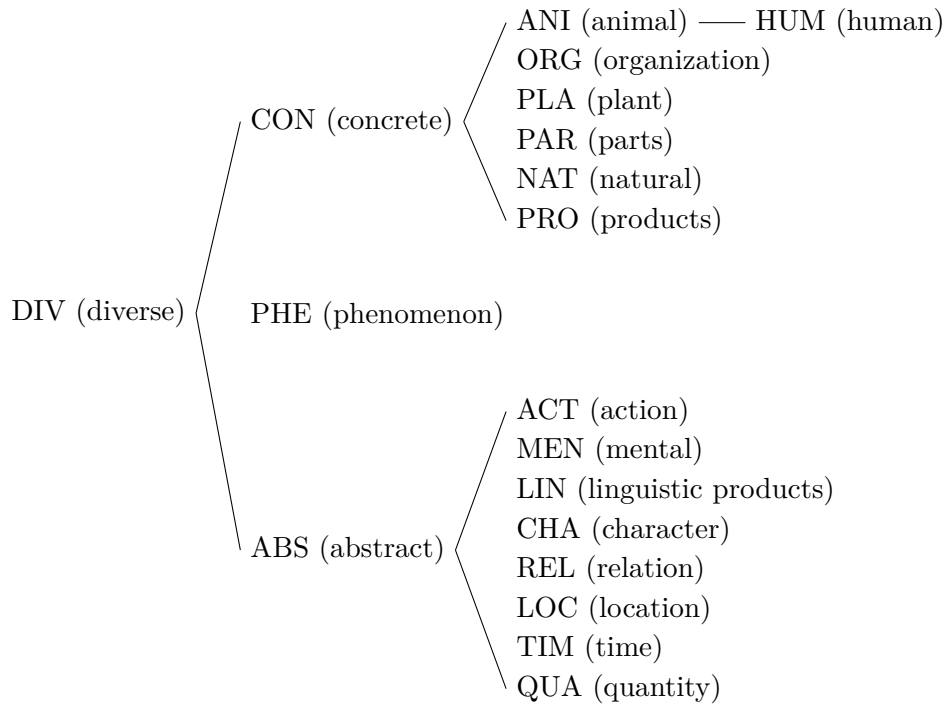 ANI (animal) HUM (human)
ORG (organization)
PLA (plant)
CON (concrete)
PAR (parts)
NAT (natural)
PRO (products)
DIV (diverse)
PHE (phenomenon)
ACT (action)
MEN (mental)
LIN (linguistic products)
CHA (character)
ABS (abstract)
REL (relation)
LOC (location)
TIM (time)
QUA (quantity)